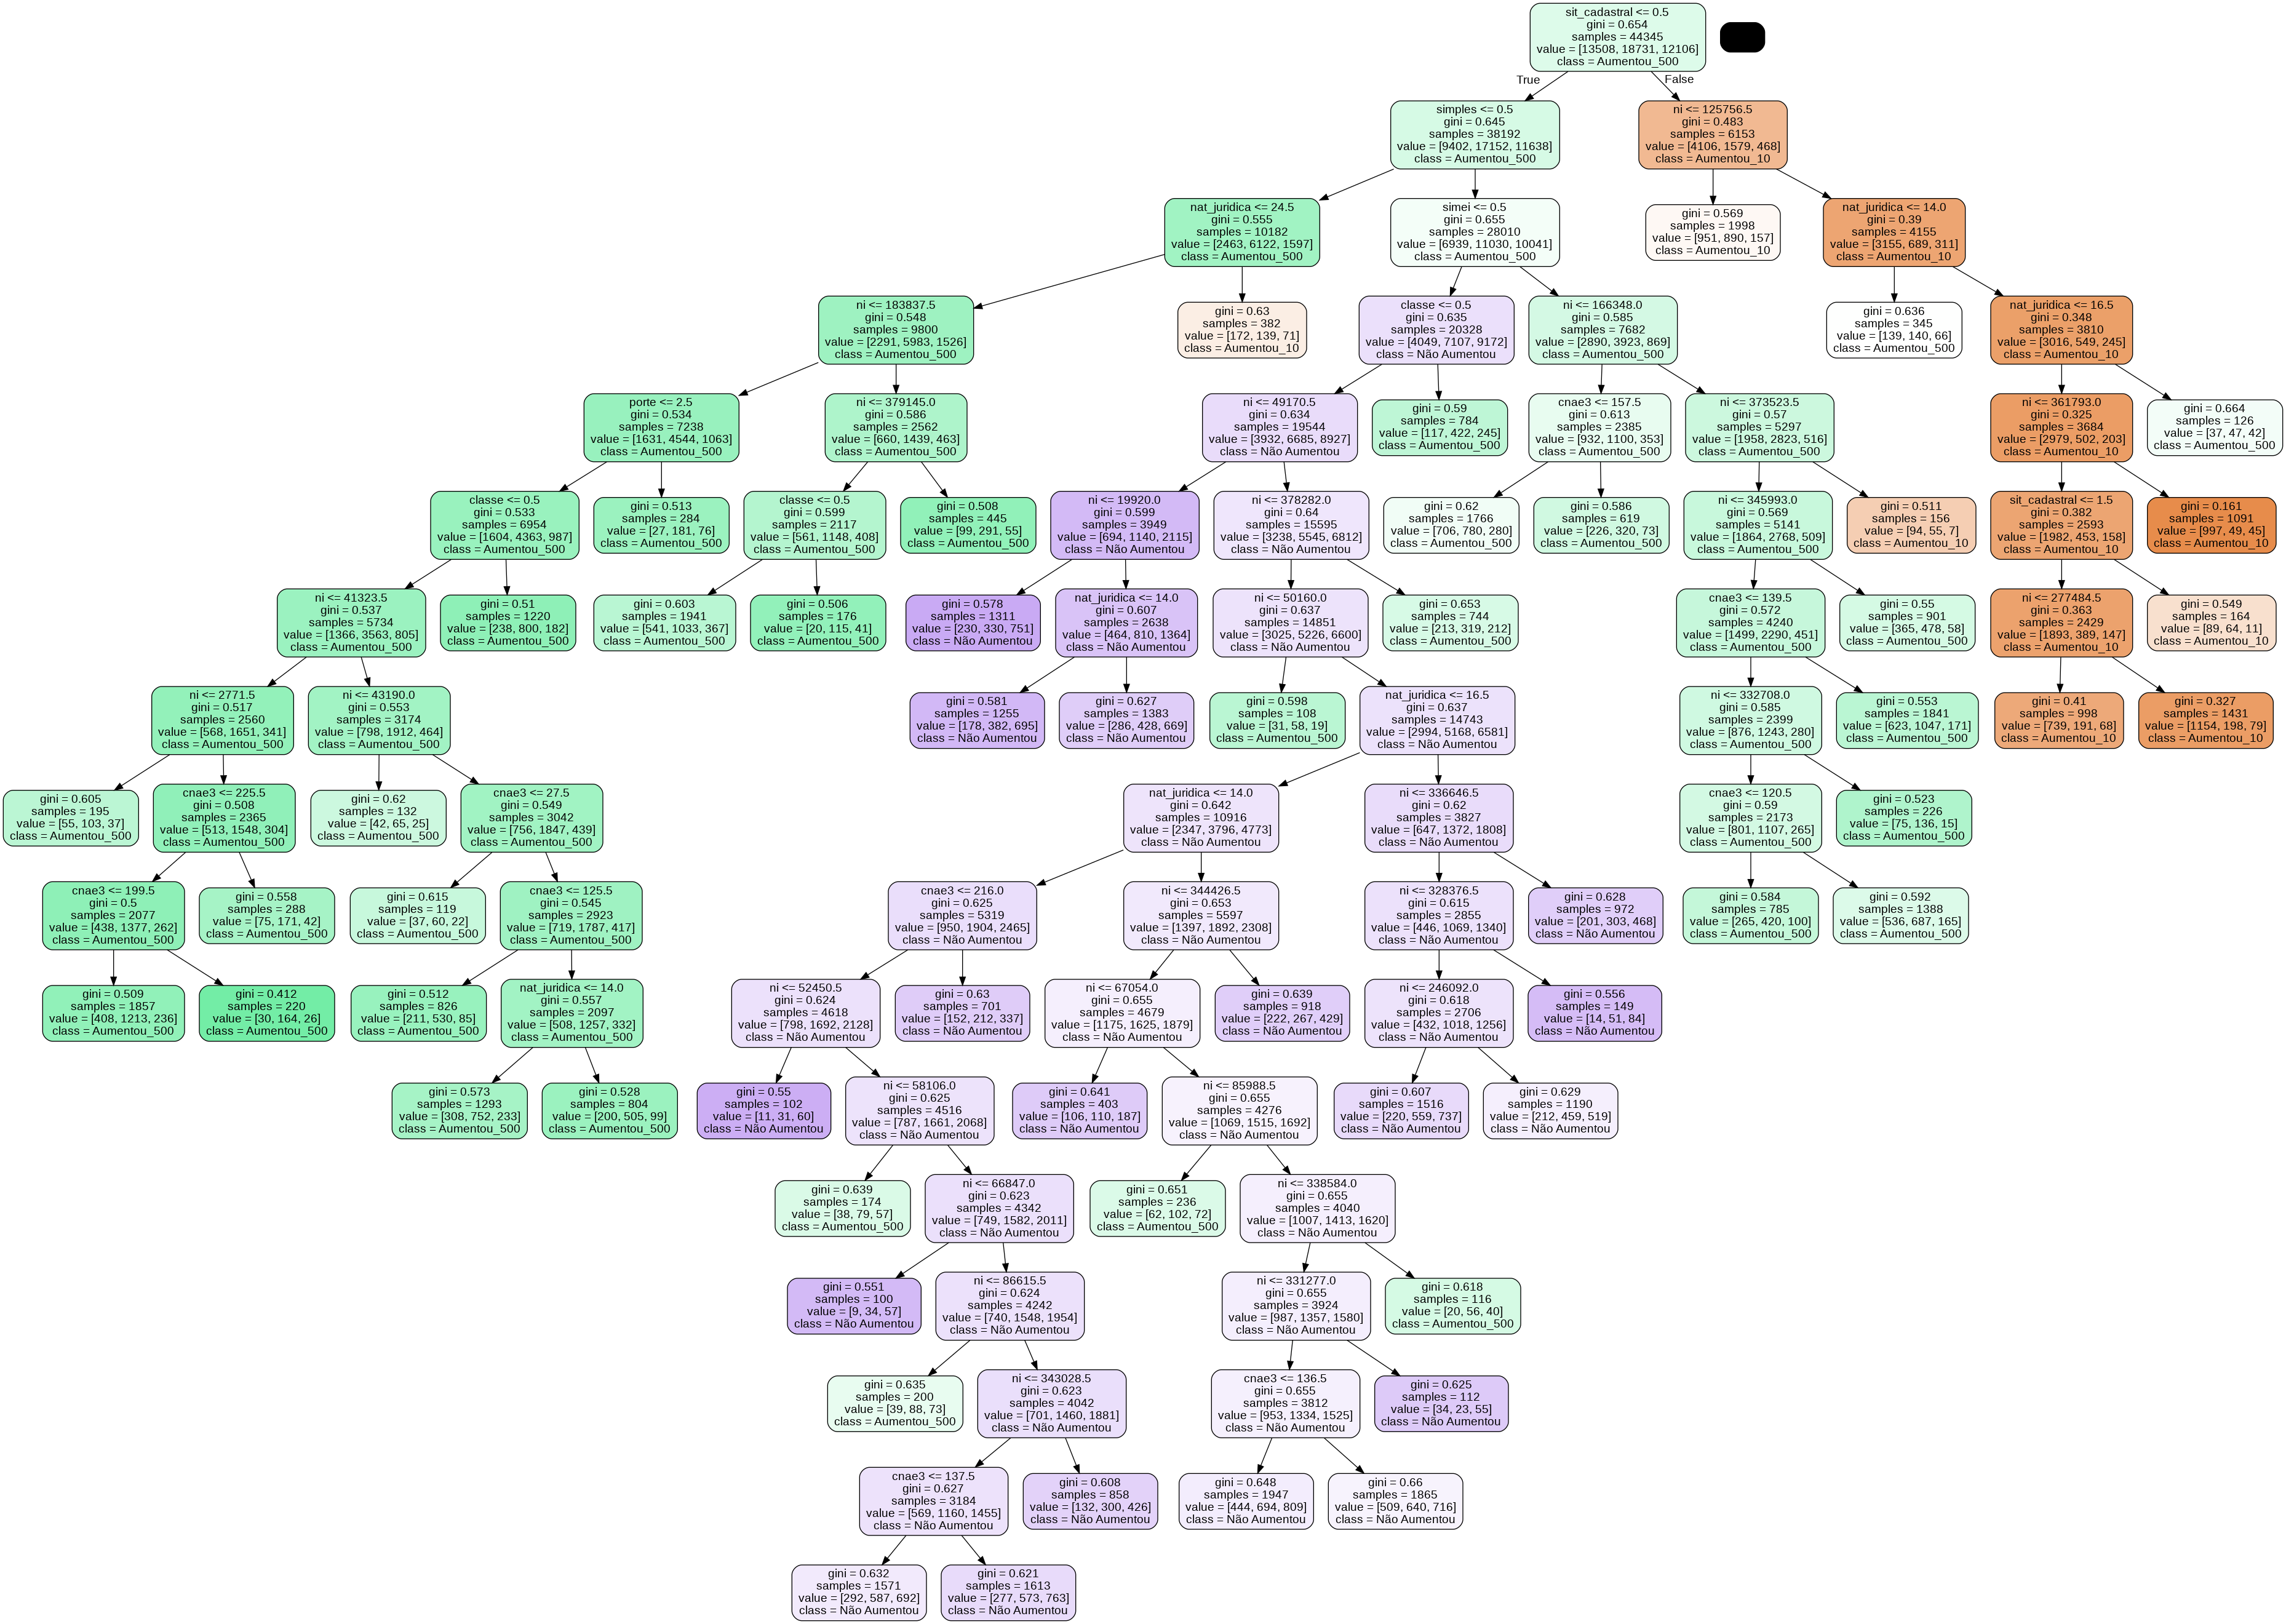 sit_cadastral <= 0.5
gini = 0.654
samples = 44345
value = [13508, 18731, 12106]
class = Aumentou_500
True
False
simples <= 0.5
gini = 0.645
samples = 38192
value = [9402, 17152, 11638]
class = Aumentou_500
ni <= 125756.5
gini = 0.483
samples = 6153
value = [4106, 1579, 468]
class = Aumentou_10
nat_juridica <= 24.5
gini = 0.555
samples = 10182
value = [2463, 6122, 1597]
class = Aumentou_500
simei <= 0.5
gini = 0.655
samples = 28010
value = [6939, 11030, 10041]
class = Aumentou_500
gini = 0.569
samples = 1998
value = [951, 890, 157]
class = Aumentou_10
nat_juridica <= 14.0
gini = 0.39
samples = 4155
value = [3155, 689, 311]
class = Aumentou_10
ni <= 183837.5
gini = 0.548
samples = 9800
value = [2291, 5983, 1526]
class = Aumentou_500
gini = 0.63
samples = 382
value = [172, 139, 71]
class = Aumentou_10
classe <= 0.5
gini = 0.635
samples = 20328
value = [4049, 7107, 9172]
class = Não Aumentou
ni <= 166348.0
gini = 0.585
samples = 7682
value = [2890, 3923, 869]
class = Aumentou_500
gini = 0.636
samples = 345
value = [139, 140, 66]
class = Aumentou_500
nat_juridica <= 16.5
gini = 0.348
samples = 3810
value = [3016, 549, 245]
class = Aumentou_10
porte <= 2.5
gini = 0.534
samples = 7238
value = [1631, 4544, 1063]
class = Aumentou_500
ni <= 379145.0
gini = 0.586
samples = 2562
value = [660, 1439, 463]
class = Aumentou_500
ni <= 49170.5
gini = 0.634
samples = 19544
value = [3932, 6685, 8927]
class = Não Aumentou
gini = 0.59
samples = 784
value = [117, 422, 245]
class = Aumentou_500
cnae3 <= 157.5
gini = 0.613
samples = 2385
value = [932, 1100, 353]
class = Aumentou_500
ni <= 373523.5
gini = 0.57
samples = 5297
value = [1958, 2823, 516]
class = Aumentou_500
ni <= 361793.0
gini = 0.325
samples = 3684
value = [2979, 502, 203]
class = Aumentou_10
gini = 0.664
samples = 126
value = [37, 47, 42]
class = Aumentou_500
classe <= 0.5
gini = 0.533
samples = 6954
value = [1604, 4363, 987]
class = Aumentou_500
gini = 0.513
samples = 284
value = [27, 181, 76]
class = Aumentou_500
classe <= 0.5
gini = 0.599
samples = 2117
value = [561, 1148, 408]
class = Aumentou_500
gini = 0.508
samples = 445
value = [99, 291, 55]
class = Aumentou_500
ni <= 19920.0
gini = 0.599
samples = 3949
value = [694, 1140, 2115]
class = Não Aumentou
ni <= 378282.0
gini = 0.64
samples = 15595
value = [3238, 5545, 6812]
class = Não Aumentou
gini = 0.62
samples = 1766
value = [706, 780, 280]
class = Aumentou_500
gini = 0.586
samples = 619
value = [226, 320, 73]
class = Aumentou_500
ni <= 345993.0
gini = 0.569
samples = 5141
value = [1864, 2768, 509]
class = Aumentou_500
gini = 0.511
samples = 156
value = [94, 55, 7]
class = Aumentou_10
sit_cadastral <= 1.5
gini = 0.382
samples = 2593
value = [1982, 453, 158]
class = Aumentou_10
gini = 0.161
samples = 1091
value = [997, 49, 45]
class = Aumentou_10
ni <= 41323.5
gini = 0.537
samples = 5734
value = [1366, 3563, 805]
class = Aumentou_500
gini = 0.51
samples = 1220
value = [238, 800, 182]
class = Aumentou_500
gini = 0.603
samples = 1941
value = [541, 1033, 367]
class = Aumentou_500
gini = 0.506
samples = 176
value = [20, 115, 41]
class = Aumentou_500
gini = 0.578
samples = 1311
value = [230, 330, 751]
class = Não Aumentou
nat_juridica <= 14.0
gini = 0.607
samples = 2638
value = [464, 810, 1364]
class = Não Aumentou
ni <= 50160.0
gini = 0.637
samples = 14851
value = [3025, 5226, 6600]
class = Não Aumentou
gini = 0.653
samples = 744
value = [213, 319, 212]
class = Aumentou_500
cnae3 <= 139.5
gini = 0.572
samples = 4240
value = [1499, 2290, 451]
class = Aumentou_500
gini = 0.55
samples = 901
value = [365, 478, 58]
class = Aumentou_500
ni <= 277484.5
gini = 0.363
samples = 2429
value = [1893, 389, 147]
class = Aumentou_10
gini = 0.549
samples = 164
value = [89, 64, 11]
class = Aumentou_10
ni <= 2771.5
gini = 0.517
samples = 2560
value = [568, 1651, 341]
class = Aumentou_500
ni <= 43190.0
gini = 0.553
samples = 3174
value = [798, 1912, 464]
class = Aumentou_500
gini = 0.581
samples = 1255
value = [178, 382, 695]
class = Não Aumentou
gini = 0.627
samples = 1383
value = [286, 428, 669]
class = Não Aumentou
gini = 0.598
samples = 108
value = [31, 58, 19]
class = Aumentou_500
nat_juridica <= 16.5
gini = 0.637
samples = 14743
value = [2994, 5168, 6581]
class = Não Aumentou
ni <= 332708.0
gini = 0.585
samples = 2399
value = [876, 1243, 280]
class = Aumentou_500
gini = 0.553
samples = 1841
value = [623, 1047, 171]
class = Aumentou_500
gini = 0.41
samples = 998
value = [739, 191, 68]
class = Aumentou_10
gini = 0.327
samples = 1431
value = [1154, 198, 79]
class = Aumentou_10
gini = 0.605
samples = 195
value = [55, 103, 37]
class = Aumentou_500
cnae3 <= 225.5
gini = 0.508
samples = 2365
value = [513, 1548, 304]
class = Aumentou_500
gini = 0.62
samples = 132
value = [42, 65, 25]
class = Aumentou_500
cnae3 <= 27.5
gini = 0.549
samples = 3042
value = [756, 1847, 439]
class = Aumentou_500
nat_juridica <= 14.0
gini = 0.642
samples = 10916
value = [2347, 3796, 4773]
class = Não Aumentou
ni <= 336646.5
gini = 0.62
samples = 3827
value = [647, 1372, 1808]
class = Não Aumentou
cnae3 <= 120.5
gini = 0.59
samples = 2173
value = [801, 1107, 265]
class = Aumentou_500
gini = 0.523
samples = 226
value = [75, 136, 15]
class = Aumentou_500
cnae3 <= 199.5
gini = 0.5
samples = 2077
value = [438, 1377, 262]
class = Aumentou_500
gini = 0.558
samples = 288
value = [75, 171, 42]
class = Aumentou_500
gini = 0.615
samples = 119
value = [37, 60, 22]
class = Aumentou_500
cnae3 <= 125.5
gini = 0.545
samples = 2923
value = [719, 1787, 417]
class = Aumentou_500
cnae3 <= 216.0
gini = 0.625
samples = 5319
value = [950, 1904, 2465]
class = Não Aumentou
ni <= 344426.5
gini = 0.653
samples = 5597
value = [1397, 1892, 2308]
class = Não Aumentou
ni <= 328376.5
gini = 0.615
samples = 2855
value = [446, 1069, 1340]
class = Não Aumentou
gini = 0.628
samples = 972
value = [201, 303, 468]
class = Não Aumentou
gini = 0.584
samples = 785
value = [265, 420, 100]
class = Aumentou_500
gini = 0.592
samples = 1388
value = [536, 687, 165]
class = Aumentou_500
gini = 0.509
samples = 1857
value = [408, 1213, 236]
class = Aumentou_500
gini = 0.412
samples = 220
value = [30, 164, 26]
class = Aumentou_500
gini = 0.512
samples = 826
value = [211, 530, 85]
class = Aumentou_500
nat_juridica <= 14.0
gini = 0.557
samples = 2097
value = [508, 1257, 332]
class = Aumentou_500
ni <= 52450.5
gini = 0.624
samples = 4618
value = [798, 1692, 2128]
class = Não Aumentou
gini = 0.63
samples = 701
value = [152, 212, 337]
class = Não Aumentou
ni <= 67054.0
gini = 0.655
samples = 4679
value = [1175, 1625, 1879]
class = Não Aumentou
gini = 0.639
samples = 918
value = [222, 267, 429]
class = Não Aumentou
ni <= 246092.0
gini = 0.618
samples = 2706
value = [432, 1018, 1256]
class = Não Aumentou
gini = 0.556
samples = 149
value = [14, 51, 84]
class = Não Aumentou
gini = 0.573
samples = 1293
value = [308, 752, 233]
class = Aumentou_500
gini = 0.528
samples = 804
value = [200, 505, 99]
class = Aumentou_500
gini = 0.55
samples = 102
value = [11, 31, 60]
class = Não Aumentou
ni <= 58106.0
gini = 0.625
samples = 4516
value = [787, 1661, 2068]
class = Não Aumentou
gini = 0.641
samples = 403
value = [106, 110, 187]
class = Não Aumentou
ni <= 85988.5
gini = 0.655
samples = 4276
value = [1069, 1515, 1692]
class = Não Aumentou
gini = 0.607
samples = 1516
value = [220, 559, 737]
class = Não Aumentou
gini = 0.629
samples = 1190
value = [212, 459, 519]
class = Não Aumentou
gini = 0.639
samples = 174
value = [38, 79, 57]
class = Aumentou_500
ni <= 66847.0
gini = 0.623
samples = 4342
value = [749, 1582, 2011]
class = Não Aumentou
gini = 0.651
samples = 236
value = [62, 102, 72]
class = Aumentou_500
ni <= 338584.0
gini = 0.655
samples = 4040
value = [1007, 1413, 1620]
class = Não Aumentou
gini = 0.551
samples = 100
value = [9, 34, 57]
class = Não Aumentou
ni <= 86615.5
gini = 0.624
samples = 4242
value = [740, 1548, 1954]
class = Não Aumentou
ni <= 331277.0
gini = 0.655
samples = 3924
value = [987, 1357, 1580]
class = Não Aumentou
gini = 0.618
samples = 116
value = [20, 56, 40]
class = Aumentou_500
gini = 0.635
samples = 200
value = [39, 88, 73]
class = Aumentou_500
ni <= 343028.5
gini = 0.623
samples = 4042
value = [701, 1460, 1881]
class = Não Aumentou
cnae3 <= 136.5
gini = 0.655
samples = 3812
value = [953, 1334, 1525]
class = Não Aumentou
gini = 0.625
samples = 112
value = [34, 23, 55]
class = Não Aumentou
cnae3 <= 137.5
gini = 0.627
samples = 3184
value = [569, 1160, 1455]
class = Não Aumentou
gini = 0.608
samples = 858
value = [132, 300, 426]
class = Não Aumentou
gini = 0.648
samples = 1947
value = [444, 694, 809]
class = Não Aumentou
gini = 0.66
samples = 1865
value = [509, 640, 716]
class = Não Aumentou
gini = 0.632
samples = 1571
value = [292, 587, 692]
class = Não Aumentou
gini = 0.621
samples = 1613
value = [277, 573, 763]
class = Não Aumentou